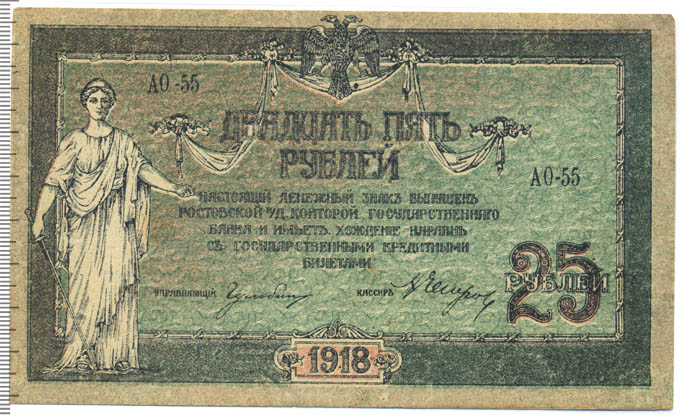 АО-55
ДВАДЦАТЬ ПЯТЬ
РУБЛЕЙ
АО-55
НАСТОЯЩІЙ ДЕНЕЖНЫЙ ЗНАКЪ ВЫПУЩЕНЪ
РОСТОВСКОЙ Н/Д. КОНТОРОЙ ГОСУДАРСТВЕННАГО
БАНКА И ИМѢЕТЪ ХОЖДЕНІЕ НАРАВНѢ
СЪ ГОСУДАРСТВЕННЫМИ КРЕДИТНЫМИ
БИЛЕТАМИ
25
РУБЛЕЙ
УПРАВЛЯЮЩІЙ
КАССИРЪ
1918